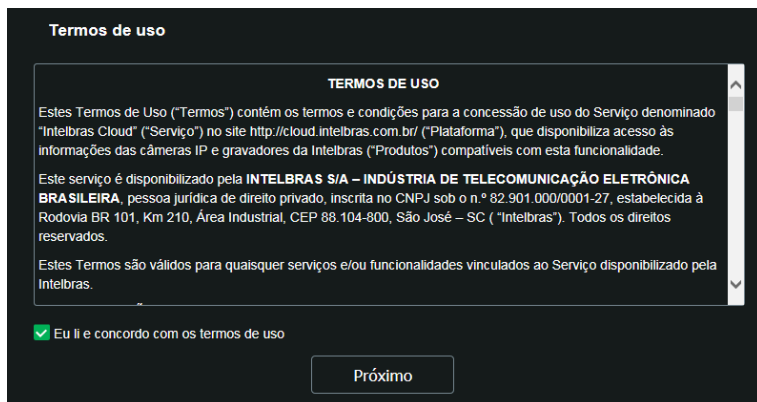 Termos de uso
TERMOS DE USO
Estes Termos de Uso (“Termos”) contém os termos e condições para a concessão de uso do Serviço denominado
“Intelbras Cloud” (“Serviço”) no site http://cloud.intelbras.com.br/ (“Plataforma”), que disponibiliza acesso às
informações das câmeras IP e gravadores da Intelbras (“Produtos”) compatíveis com esta funcionalidade.
Este serviço é disponibilizado pela INTELBRAS S/A – INDÚSTRIA DE TELECOMUNICAÇÃO ELETRÔNICA
BRASILEIRA, pessoa jurídica de direito privado, inscrita no CNPJ sob o n.º 82.901.000/0001-27, estabelecida à
Rodovia BR 101, Km 210, Área Industrial, CEP 88.104-800, São José – SC ( “Intelbras”). Todos os direitos
reservados.
Estes Termos são válidos para quaisquer serviços e/ou funcionalidades vinculados ao Serviço disponibilizado pela
Intelbras.
Eu li e concordo com os termos de uso
Próximo